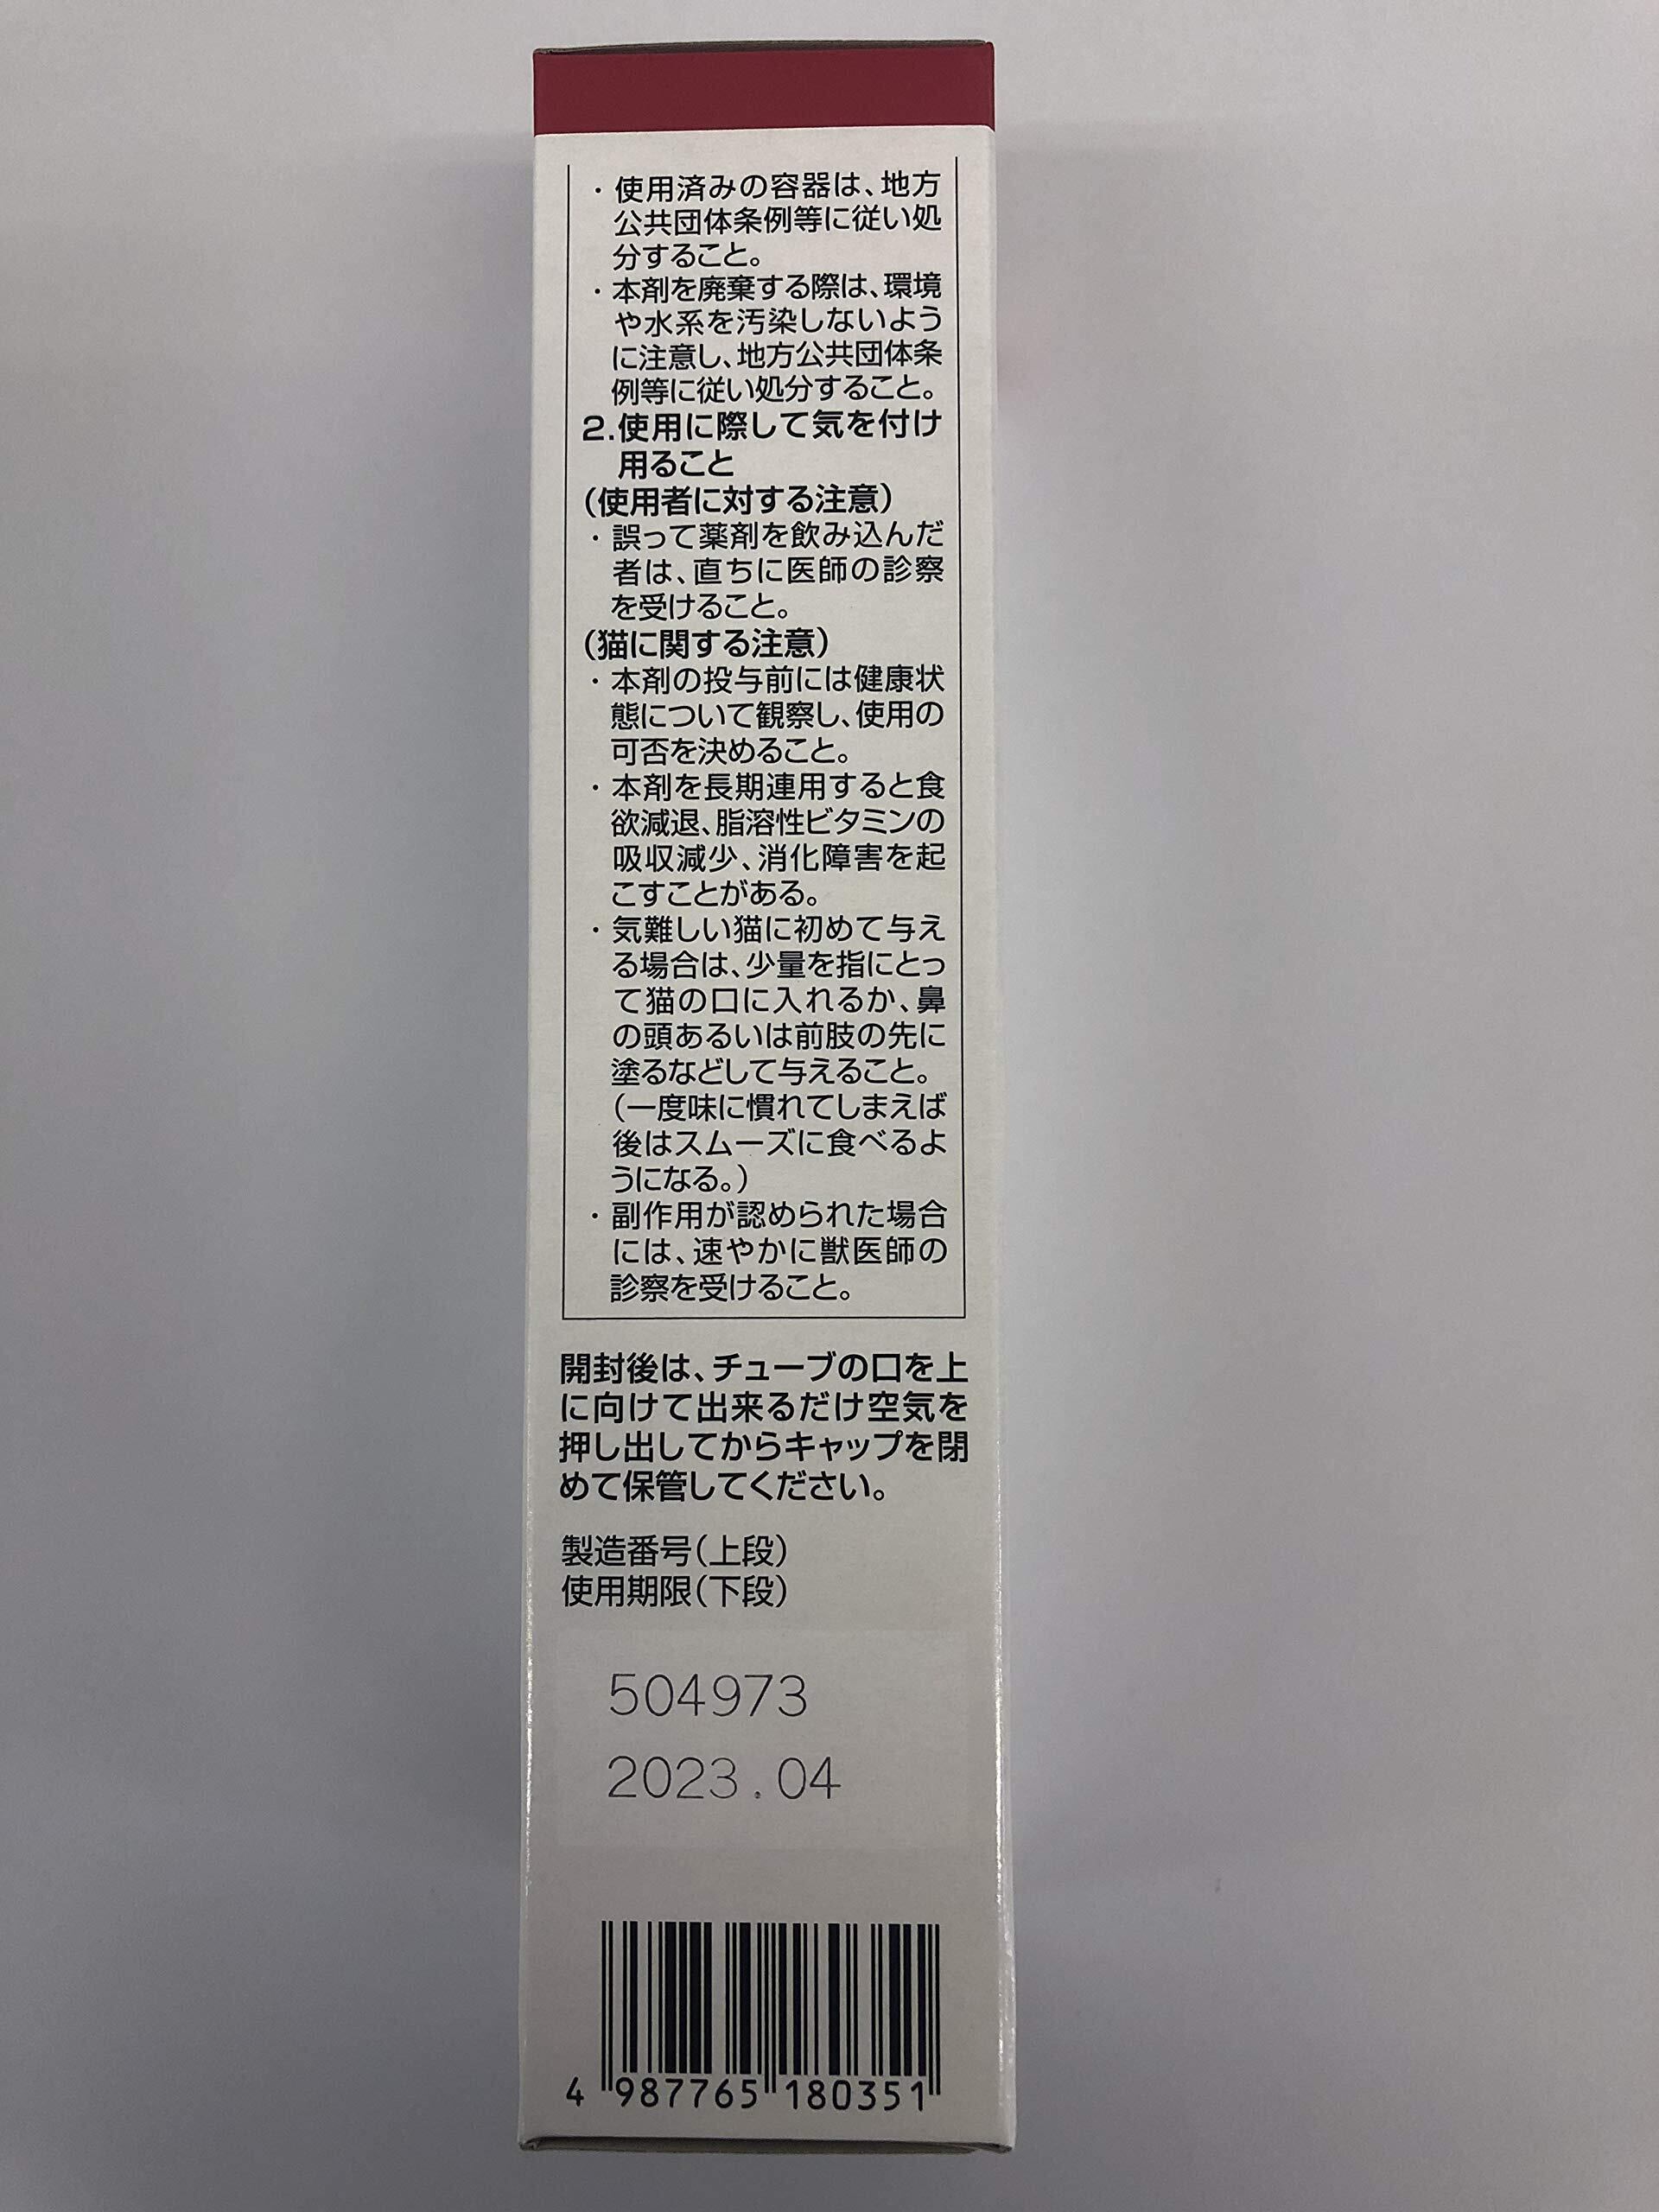 ・使用済みの容器は、地方
公共団体条例等に従い処
分すること。
・本剤を廃棄する際は、環境
や水系を汚染しないよう
に注意し、地方公共団体条
例等に従い処分すること。
2.使用に際して気を付け
用ること
(使用者に対する注意)
・誤って薬剤を飲み込んだ
者は、直ちに医師の診察
を受けること。
(猫に関する注意)
・本剤の投与前には健康状
態について観察し、使用の
可否を決めること。
・本剤を長期連用すると食
欲減退、脂溶性ビタミンの
吸収減少、消化障害を起
こすことがある。
・気難しい猫に初めて与え
る場合は、少量を指にとっ
て猫の口に入れるか、鼻
の頭あるいは前肢の先に
塗るなどして与えること。
(一度味に慣れてしまえば
後はスムーズに食べるよ
うになる。)
・副作用が認められた場合
には、速やかに獣医師の
診察を受けること。
開封後は、チューブの口を上
に向けて出来るだけ空気を
押し出してからキャップを閉
めて保管してください。
製造番号(上段)
使用期限(下段)
504973
2023.04
4 987765 180351